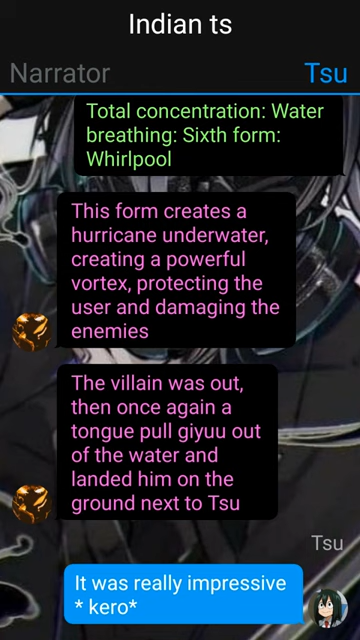 Indian ts
Narrator
Tsu
Total concentration: Water
breathing: Sixth form:
Whirlpool
This form creates a
hurricane underwater,
creating a powerful
vortex, protecting the
user and damaging the
enemies
The villain was out,
then once again a
tongue pull giyuu out
of the water and
landed him on the
ground next to Tsu
Tsu
It was really impressive
* kero*